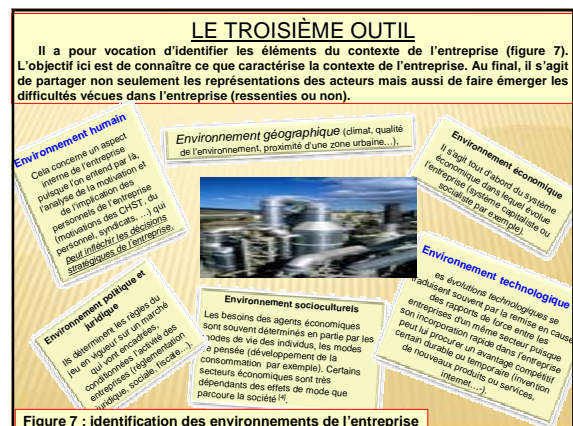 LE TROISIÈME OUTIL
Il a pour vocation d'identifier les éléments du contexte de l'entreprise (figure 7).
L'objectif ici est de connaître ce que caractérise la contexte de l'entreprise. Au final, il s'agit
de partager non seulement les représentations des acteurs mais aussi de faire émerger les
difficultés vécues dans l'entreprise (ressenties ou non).
Environnement humain
Cela concerne un aspect
interne de l'entreprise
puisque l'on entend par là,
l'analyse de la motivation et
de l'implication des
personnels de l'entreprise
(motivations des CHST, du
personnel, syndicats, ...) qui
peut infléchir les décisions
stratégiques de l'entreprise.
Environnement géographique (climat, qualité
de l'environnement, proximité d'une zone urbaine…),
Environnement économique
Il s'agit tout d'abord du système
économique dans lequel évolue
l'entreprise (système capitaliste ou
socialiste par exemple).
Environnement politique et
juridique
Ils déterminent les règles du
jeu en vigueur sur un marché
qui vont encadrées
conditionnées l'activité des
entreprises (réglementation
juridique, sociale, fiscale…).
Environnement socioculturels
Les besoins des agents économiques
sont souvent déterminés en partie par les
modes de vie des individus, les modes
de pensée (développement de la
consommation par exemple). Certains
secteurs économiques sont très
dépendants des effets de mode que
parcoure la société [4].
Environnement technologique
es évolutions technologiques se
traduisent souvent par la remise en cause
des rapports de force entre les
entreprises d'un même secteur puisque
son incorporation rapide dans l'entreprise
peut lui procurer un avantage compétitif
certain durable ou temporaire (invention
de nouveaux produits ou services,
internet…-).
Figure 7 : identification des environnements de l'entreprise